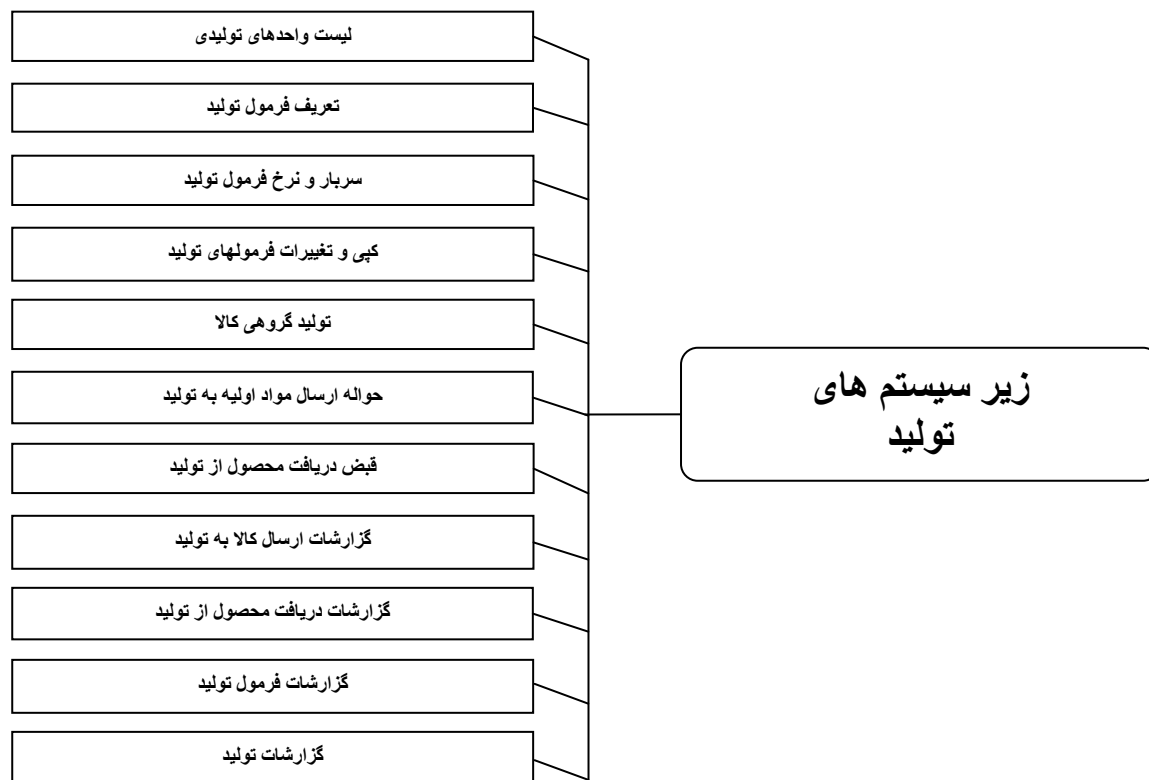 لیست واحدهای تولیدی
تعریف فرمول تولید
سربار و نرخ فرمول تولید
کپی و تغییرات فرمولهای تولید
تولید گروهی کالا
حواله ارسال مواد اولیه به تولید
قبض دریافت محصول از تولید
گزارشات ارسال کالا به تولید
گزارشات دریافت محصول از تولید
گزارشات فرمول تولید
گزارشات تولید
زیر سیستم های
تولید